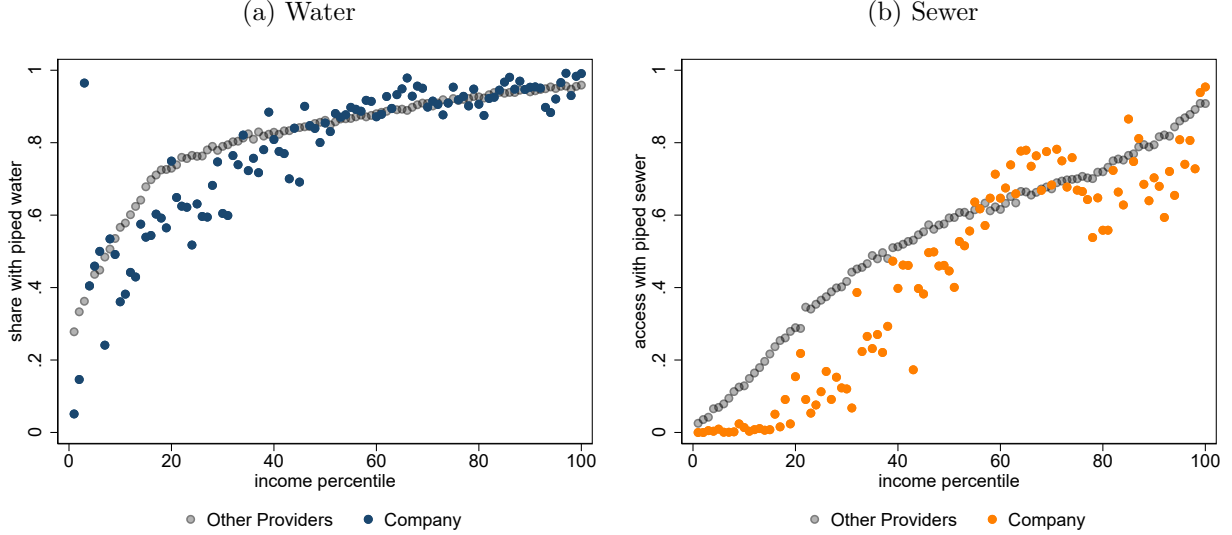 (a) Water
share with piped water
1
.8
.6
.4
.2
0
0 20 40 60 80 100
income percentile
Other Providers Company
(b) Sewer
access with piped sewer
1
.8
.6
.4
.2
0
0 20 40 60 80 100
income percentile
Other Providers Company